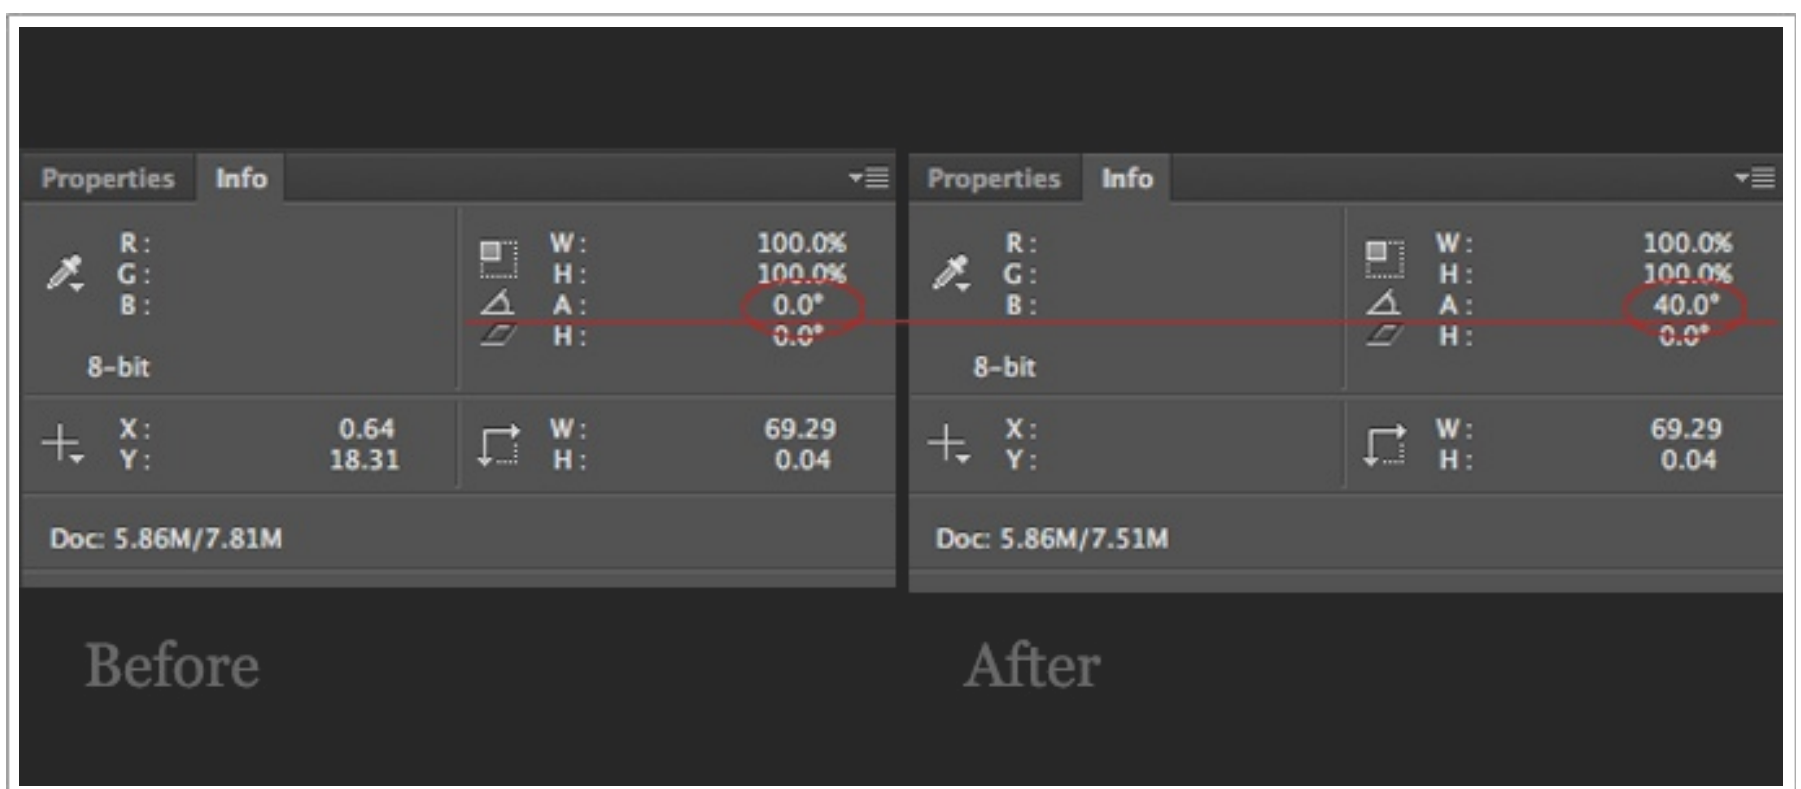 Properties Info
R:
G:
B:
8-bit
W: 100.0%
H: 100.0%
A: 0.0°
H: 0.0°
X: 0.64
Y: 18.31
W: 69.29
H: 0.04
Doc: 5.86M/7.81M
Before
Properties Info
R:
G:
B:
8-bit
W: 100.0%
H: 100.0%
A: 40.0°
H: 0.0°
X:
Y:
W: 69.29
H: 0.04
Doc: 5.86M/7.51M
After